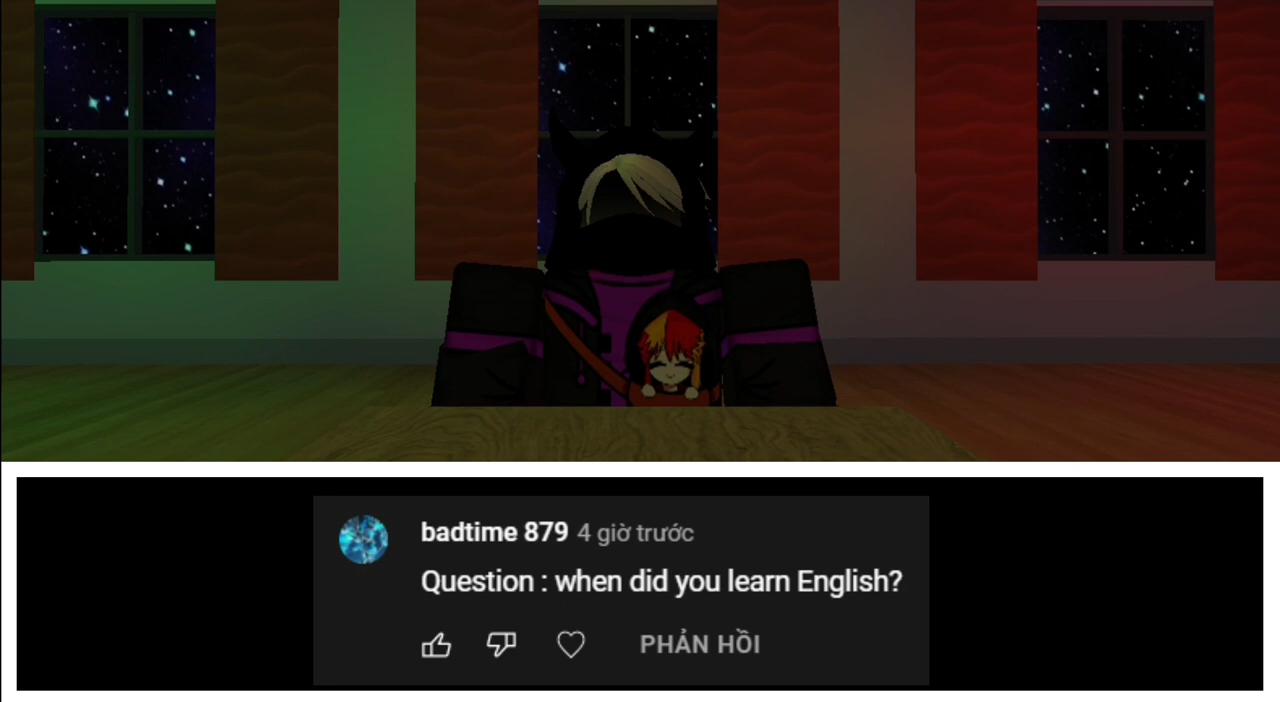 badtime 879 4 giờ trước
Question : when did you learn English?
PHẢN HỒI